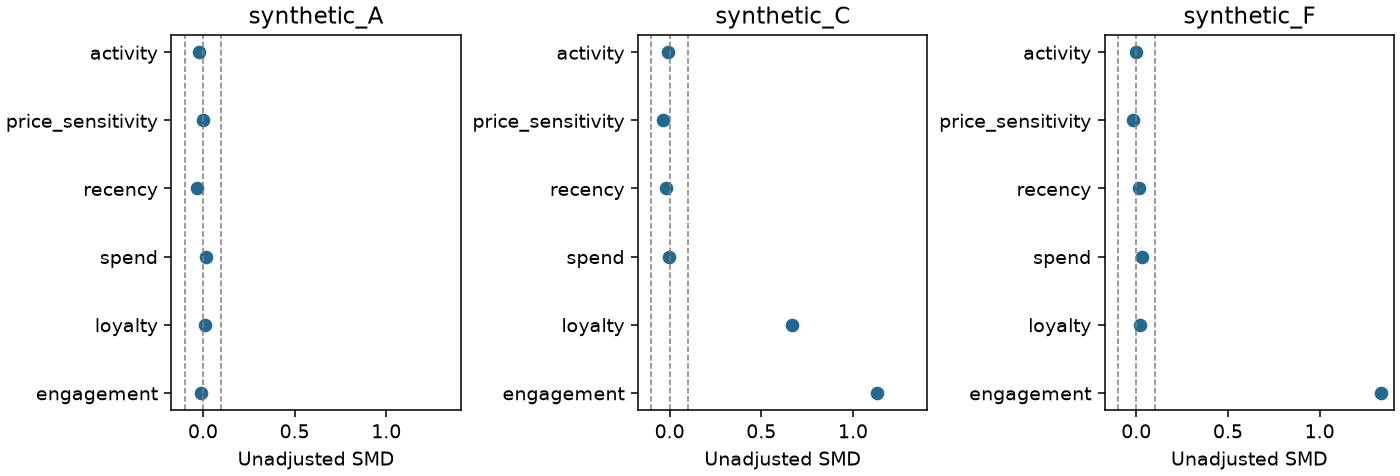 synthetic_A
activity
price_sensitivity
recency
spend
loyalty
engagement
0.0 0.5 1.0
Unadjusted SMD
synthetic_C
activity
price_sensitivity
recency
spend
loyalty
engagement
0.0 0.5 1.0
Unadjusted SMD
synthetic_F
activity
price_sensitivity
recency
spend
loyalty
engagement
0.0 0.5 1.0
Unadjusted SMD